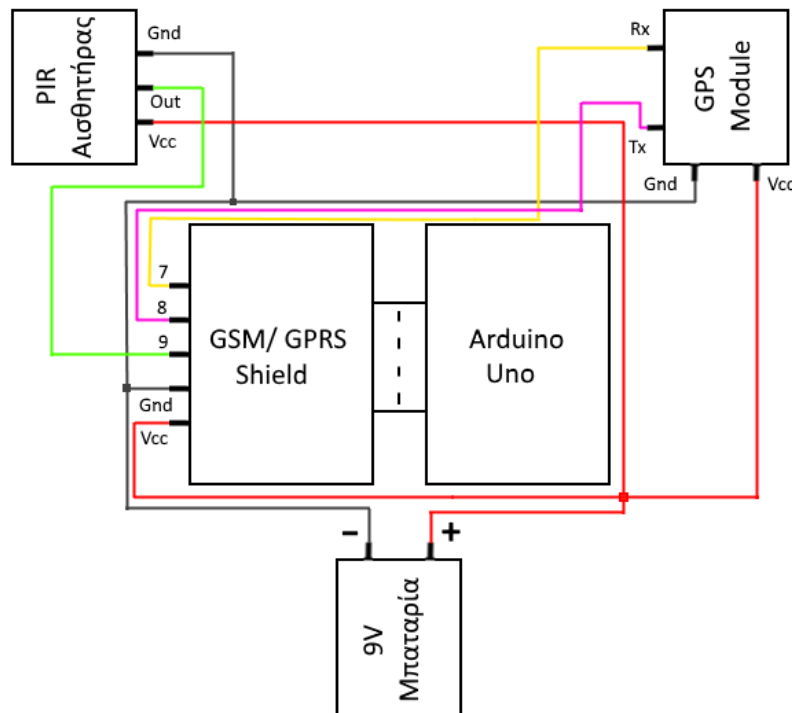 PIR
Αισθητήρας
Gnd
Out
Vcc
Rx
Tx
GPS
Module
Gnd
Vcc
7
8
9
Gnd
Vcc
GSM/ GPRS
Shield
Arduino
Uno
–
+
9V
Μπαταρία